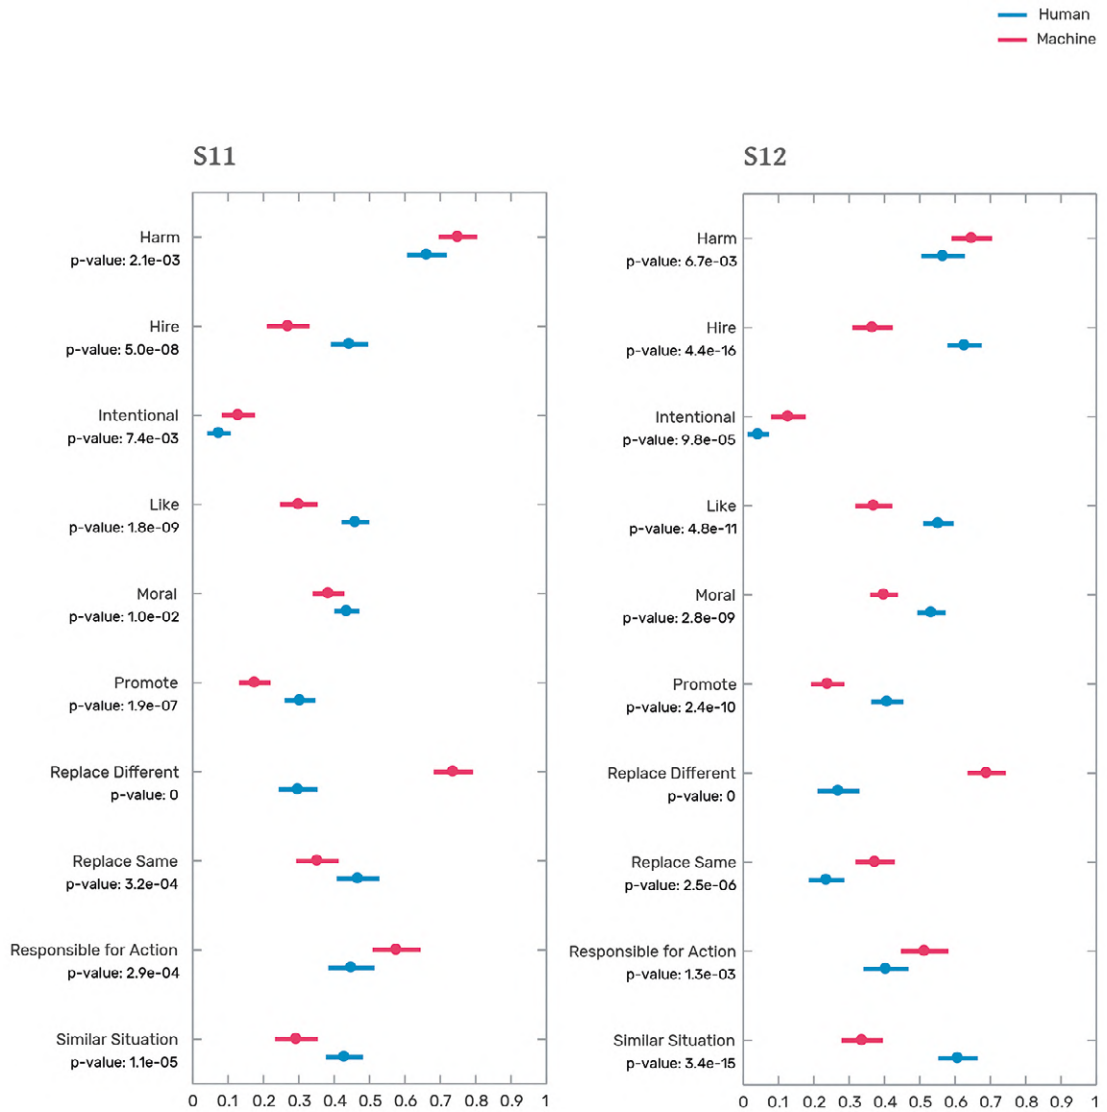 Human
Machine
S11
Harm
p-value: 2.1e-03
Hire
p-value: 5.0e-08
Intentional
p-value: 7.4e-03
Like
p-value: 1.8e-09
Moral
p-value: 1.0e-02
Promote
p-value: 1.9e-07
Replace Different
p-value: 0
Replace Same
p-value: 3.2e-04
Responsible for Action
p-value: 2.9e-04
Similar Situation
p-value: 1.1e-05
0 0.1 0.2 0.3 0.4 0.5 0.6 0.7 0.8 0.9 1
S12
Harm
p-value: 6.7e-03
Hire
p-value: 4.4e-16
Intentional
p-value: 9.8e-05
Like
p-value: 4.8e-11
Moral
p-value: 2.8e-09
Promote
p-value: 2.4e-10
Replace Different
p-value: 0
Replace Same
p-value: 2.5e-06
Responsible for Action
p-value: 1.3e-03
Similar Situation
p-value: 3.4e-15
0 0.1 0.2 0.3 0.4 0.5 0.6 0.7 0.8 0.9 1